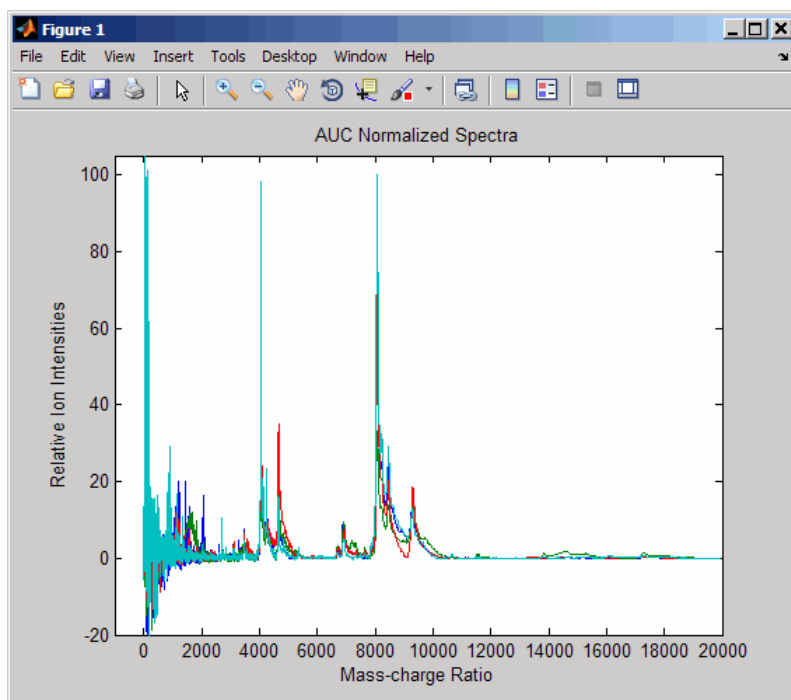 Figure 1
File Edit View Insert Tools Desktop Window Help
AUC Normalized Spectra
100
80
60
40
20
0
-20
Relative Ion Intensities
0 2000 4000 6000 8000 10000 12000 14000 16000 18000 20000
Mass-charge Ratio